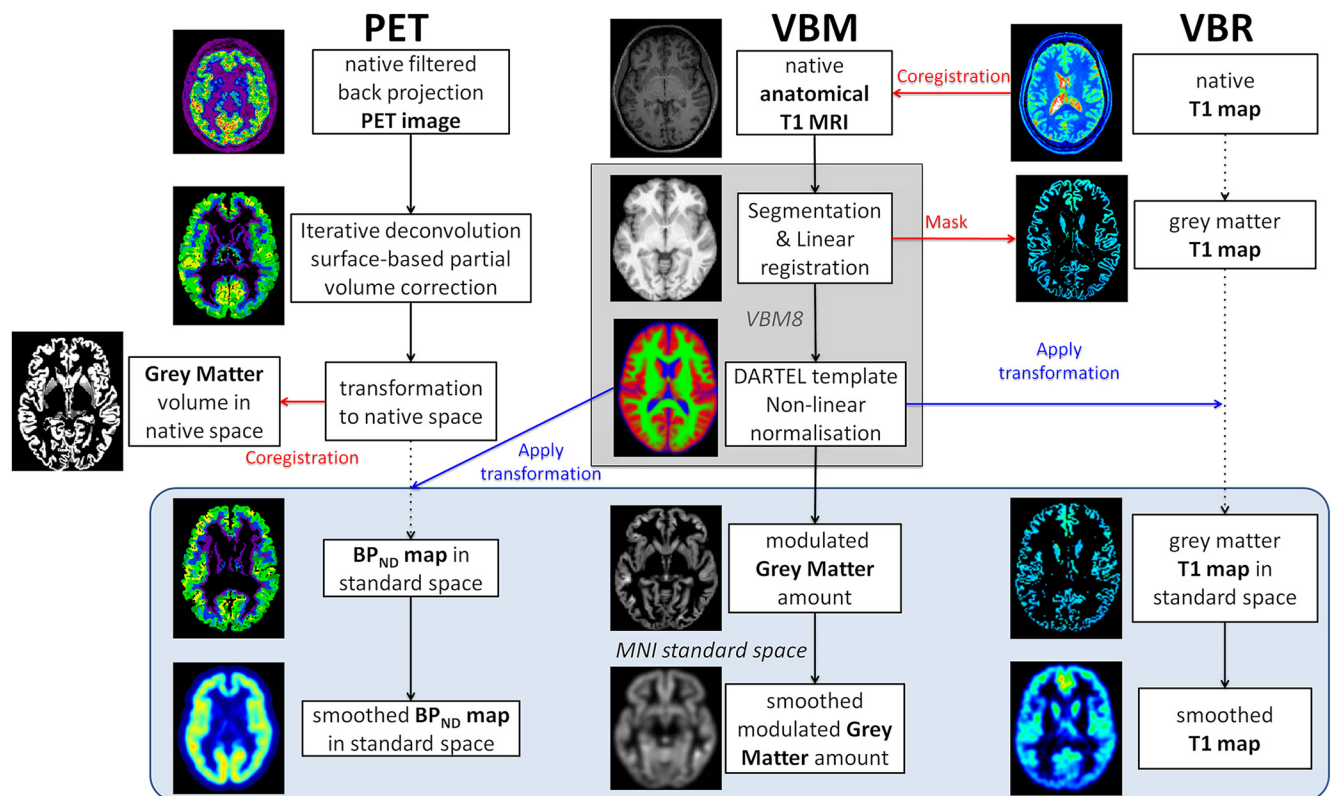 PET
native filtered
back projection
PET image
Iterative deconvolution
surface-based partial
volume correction
Grey Matter
volume in
native space
transformation
to native space
Coregistration
Apply
transformation
BPND map in
standard space
smoothed BPND map
in standard space
VBM
native
anatomical
T1 MRI
Coregistration
Segmentation
& Linear
registration
Mask
VBM8
DARTEL template
Non-linear
normalisation
modulated
Grey Matter
amount
MNI standard space
smoothed
modulated Grey
Matter amount
VBR
native
T1 map
grey matter
T1 map
Apply
transformation
grey matter
T1 map in
standard space
smoothed
T1 map